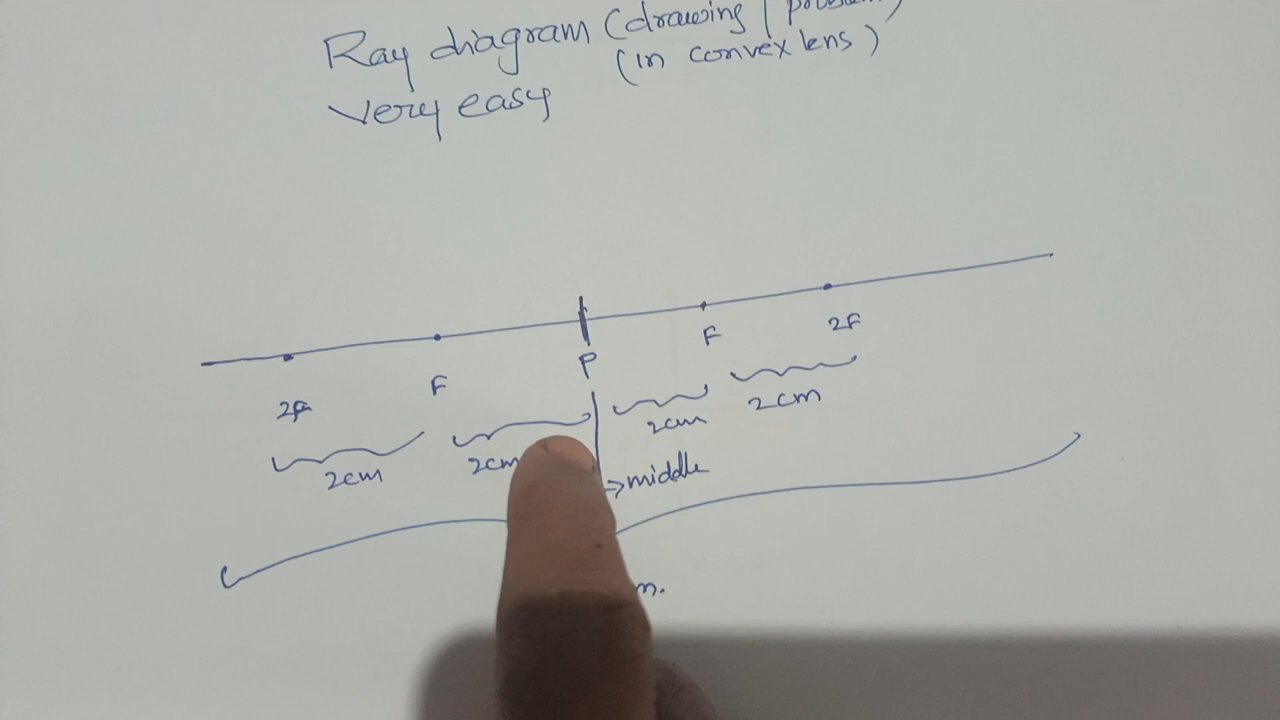 Ray diagram (drawing |
(in convex lens)
very easy
P
F
2F
F
2F
2cm
2cm
2cm
2cm
→middle